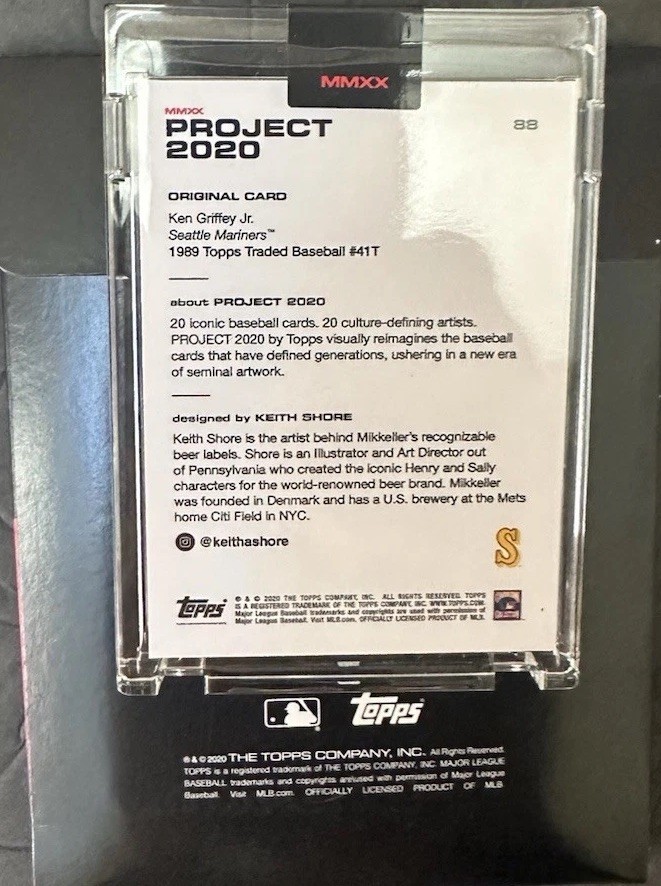 MMXX
MMXX
PROJECT
2020
88
ORIGINAL CARD
Ken Griffey Jr.
Seattle Mariners™
1989 Topps Traded Baseball #41T
about PROJECT 2020
20 iconic baseball cards. 20 culture-defining artists.
PROJECT 2020 by Topps visually reimagines the baseball
cards that have defined generations, ushering in a new era
of seminal artwork.
designed by KEITH SHORE
Keith Shore is the artist behind Mikkeller's recognizable
beer labels. Shore is an Illustrator and Art Director out
of Pennsylvania who created the iconic Henry and Sally
characters for the world-renowned beer brand. Mikkeller
was founded in Denmark and has a U.S. brewery at the Mets
home Citi Field in NYC.
@keithashore
S
topps
® & © 2020 THE TOPPS COMPANY, INC. ALL RIGHTS RESERVED. TOPPS
IS A REGISTERED TRADEMARK OF THE TOPPS COMPANY, INC. WWW.TOPPS.COM
Major League Baseball trademarks and copyrights are used with permission of
Major League Baseball. Visit MLB.com. OFFICIALLY LICENSED PRODUCT OF MLB.
topps
® & © 2020 THE TOPPS COMPANY, INC. All Rights Reserved.
TOPPS is a registered trademark of THE TOPPS COMPANY, INC. MAJOR LEAGUE
BASEBALL trademarks and copyrights are used with permission of Major League
Baseball. Visit MLB.com. OFFICIALLY LICENSED PRODUCT OF MLB